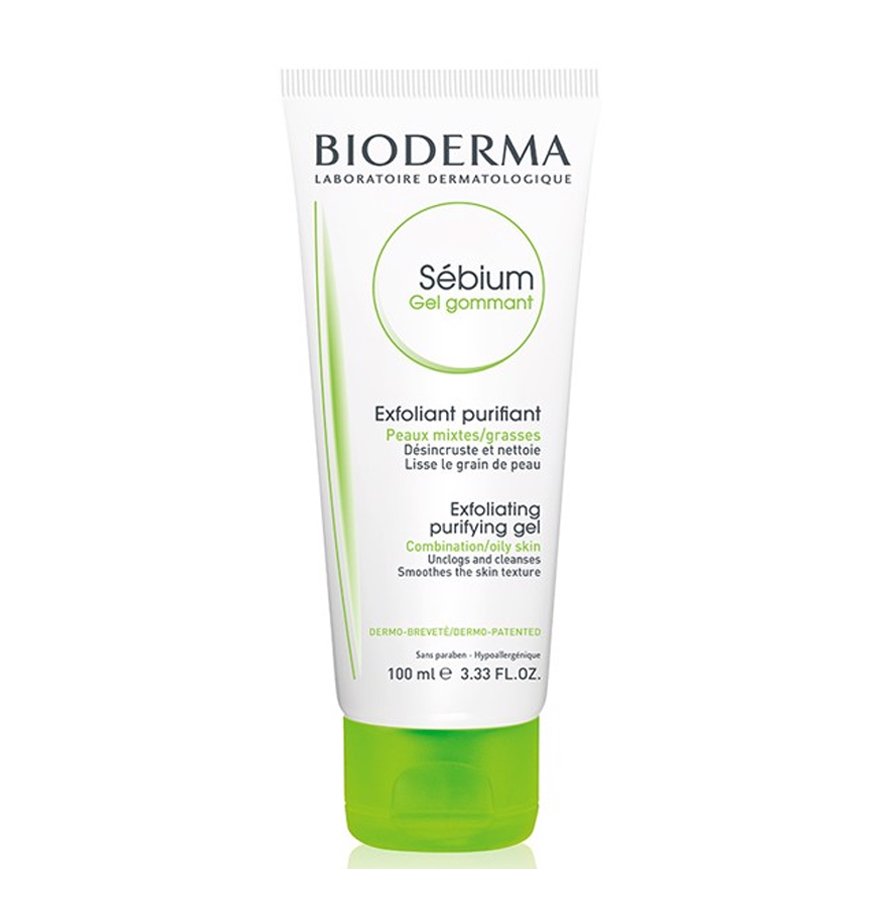 BIODERMA
LABORATOIRE DERMATOLOGIQUE
Sébium
Gel gommant
Exfoliant purifiant
Peaux mixtes/grasses
Désincruste et nettoie
Lisse le grain de peau
Exfoliating
purifying gel
Combination/oily skin
Unclogs and cleanses
Smoothes the skin texture
DERMO-BREVETÉ/DERMO-PATENTED
Sans paraben - Hypoallergénique
100 ml ℮ 3.33 FL.OZ.